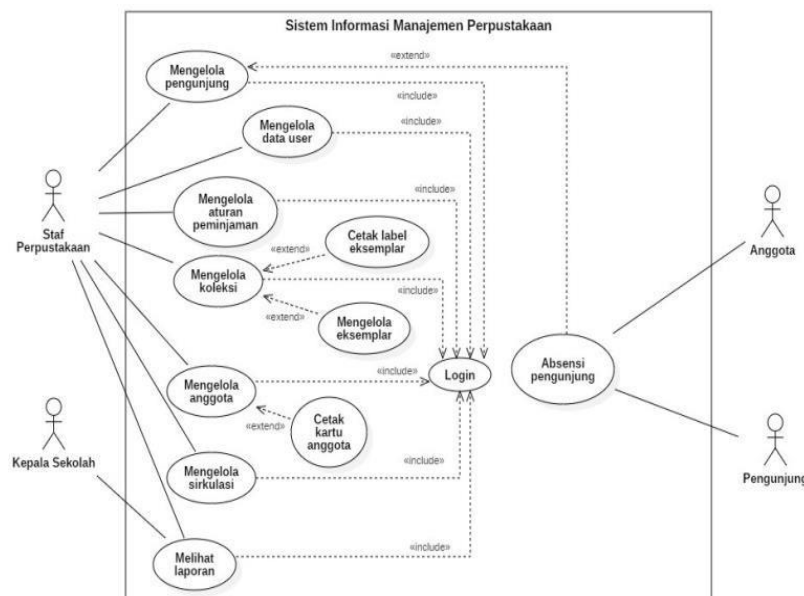 Sistem Informasi Manajemen Perpustakaan
«extend»
Mengelola
pengunjung
«include»
Mengelola
data user
«include»
Mengelola
aturan
peminjaman
«include»
Staf
Perpustakaan
Cetak label
eksemplar
«extend»
Mengelola
koleksi
«include»
«extend»
Mengelola
eksemplar
Anggota
Absensi
pengunjung
Login
Mengelola
anggota
«include»
«extend»
Cetak
kartu
anggota
Kepala Sekolah
Mengelola
sirkulasi
«include»
Pengunjung
Melihat
laporan
«include»